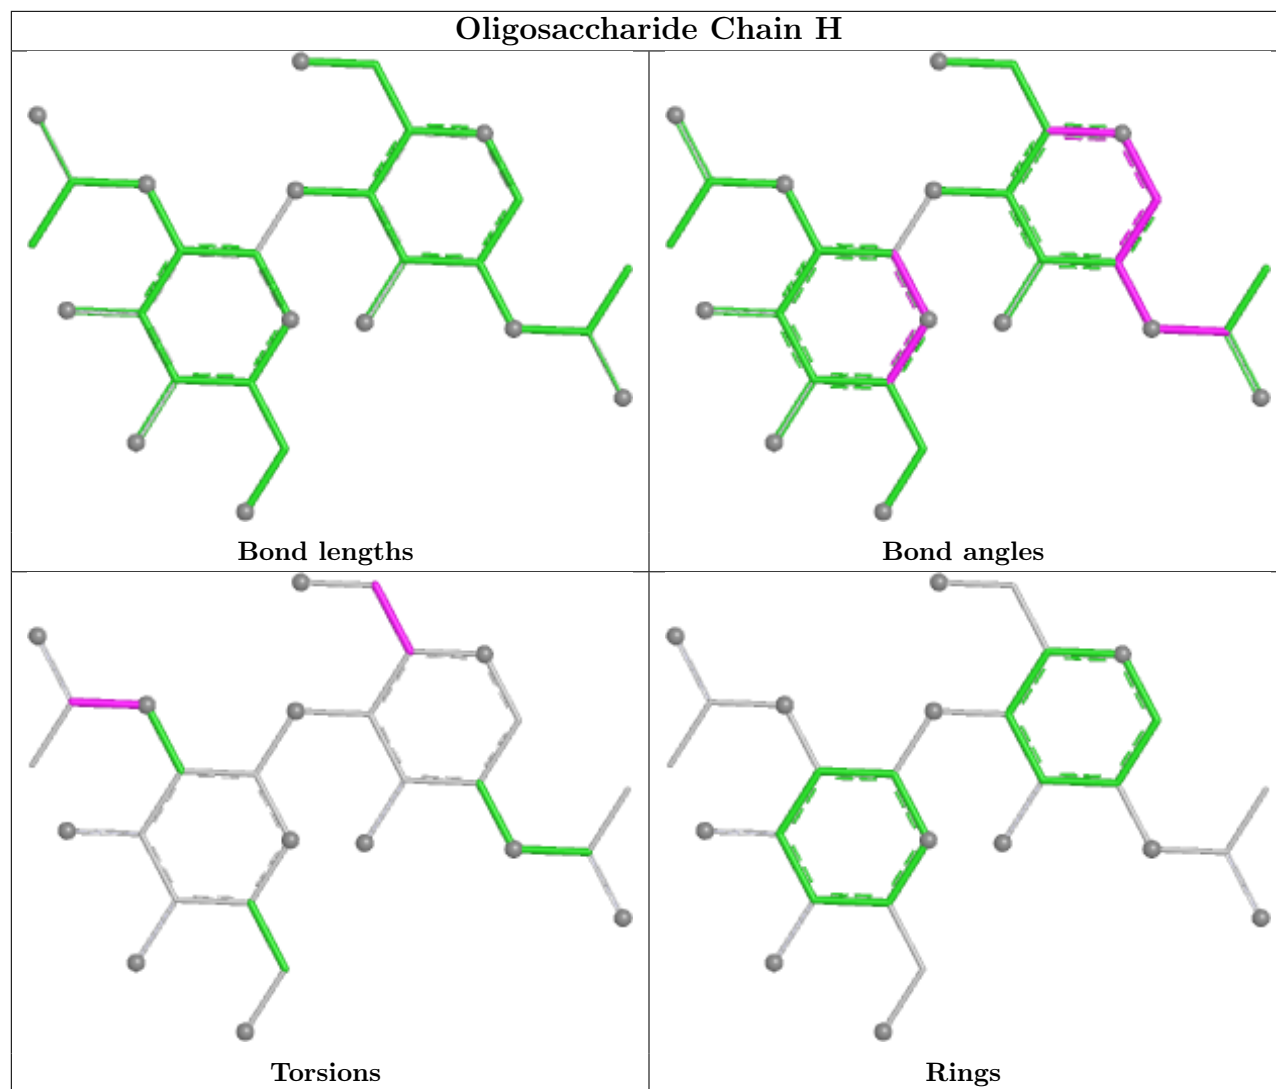 Oligosaccharide Chain H
Bond lengths
Bond angles
Torsions
Rings